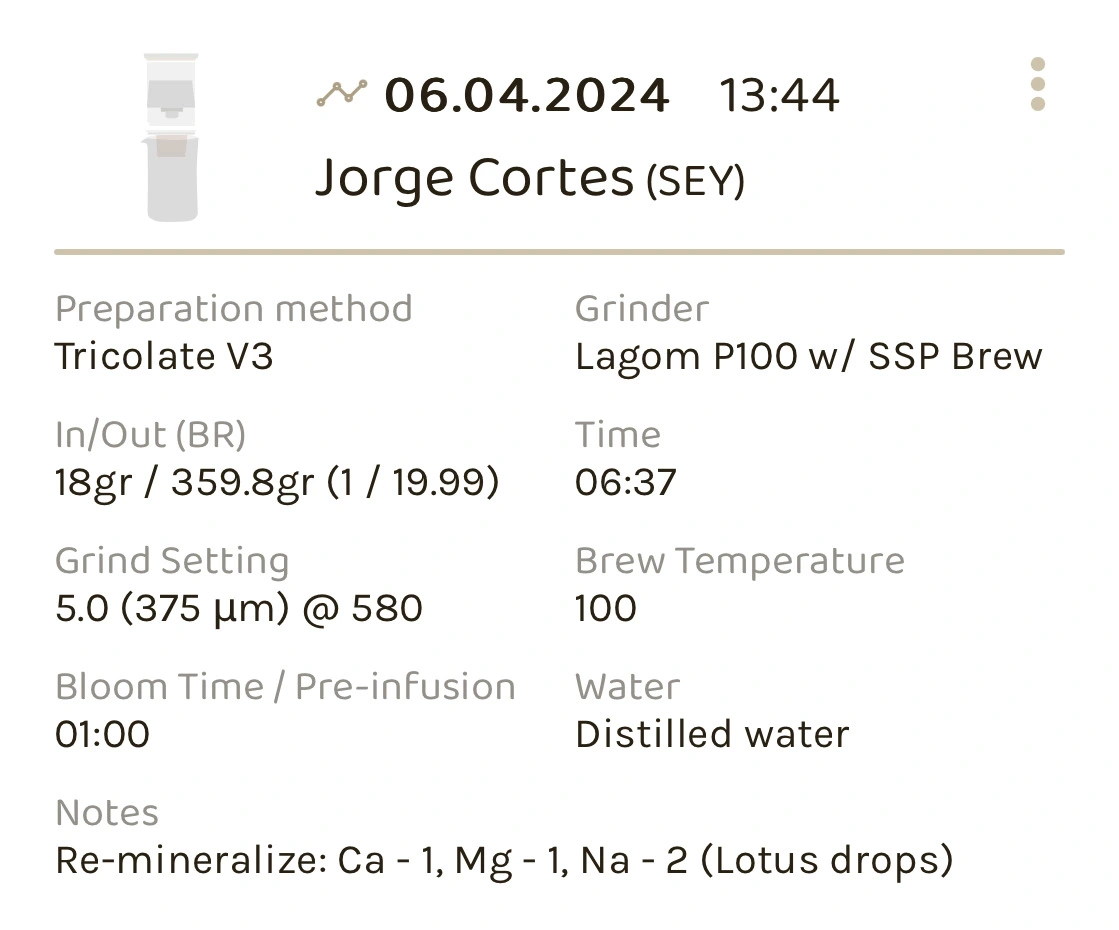 06.04.2024 13:44
Jorge Cortes (SEY)
Preparation method
Tricolate V3
Grinder
Lagom P100 w/ SSP Brew
In/Out (BR)
18gr / 359.8gr (1 / 19.99)
Time
06:37
Grind Setting
5.0 (375 µm) @ 580
Brew Temperature
100
Bloom Time / Pre-infusion
01:00
Water
Distilled water
Notes
Re-mineralize: Ca - 1, Mg - 1, Na - 2 (Lotus drops)